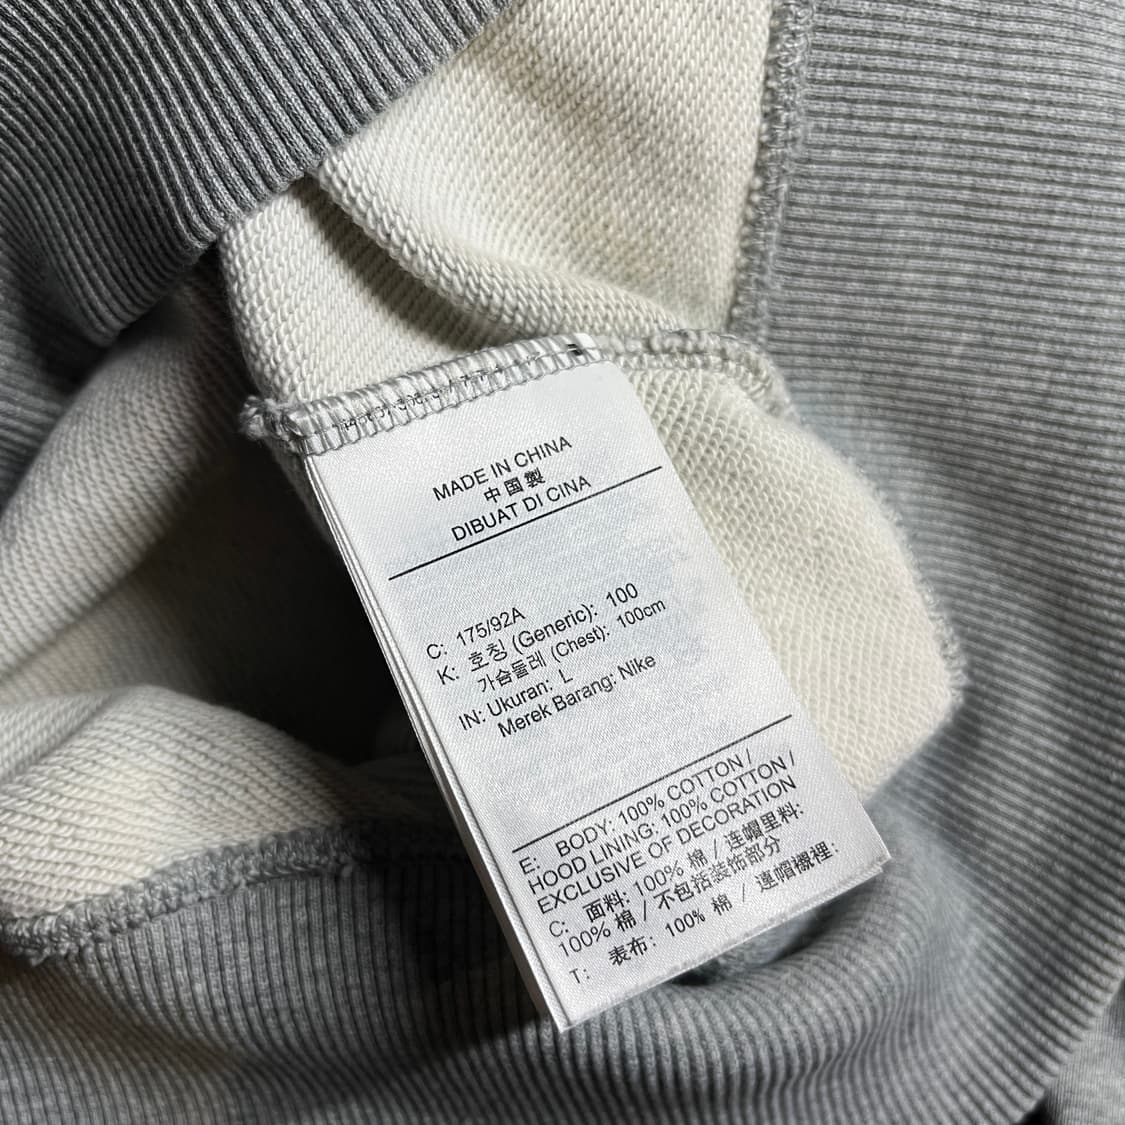 MADE IN CHINA
中国製
DIBUAT DI CINA
C: 175/92A
K: 호칭 (Generic): 100
가슴둘레 (Chest): 100cm
IN: Ukuran: L
Merek Barang: Nike
E: BODY: 100% COTTON /
HOOD LINING: 100% COTTON /
EXCLUSIVE OF DECORATION
C: 面料: 100% 棉 / 连帽里料:
100% 棉 / 不包括装饰部分
T: 表布: 100% 棉 / 連帽襯裡: